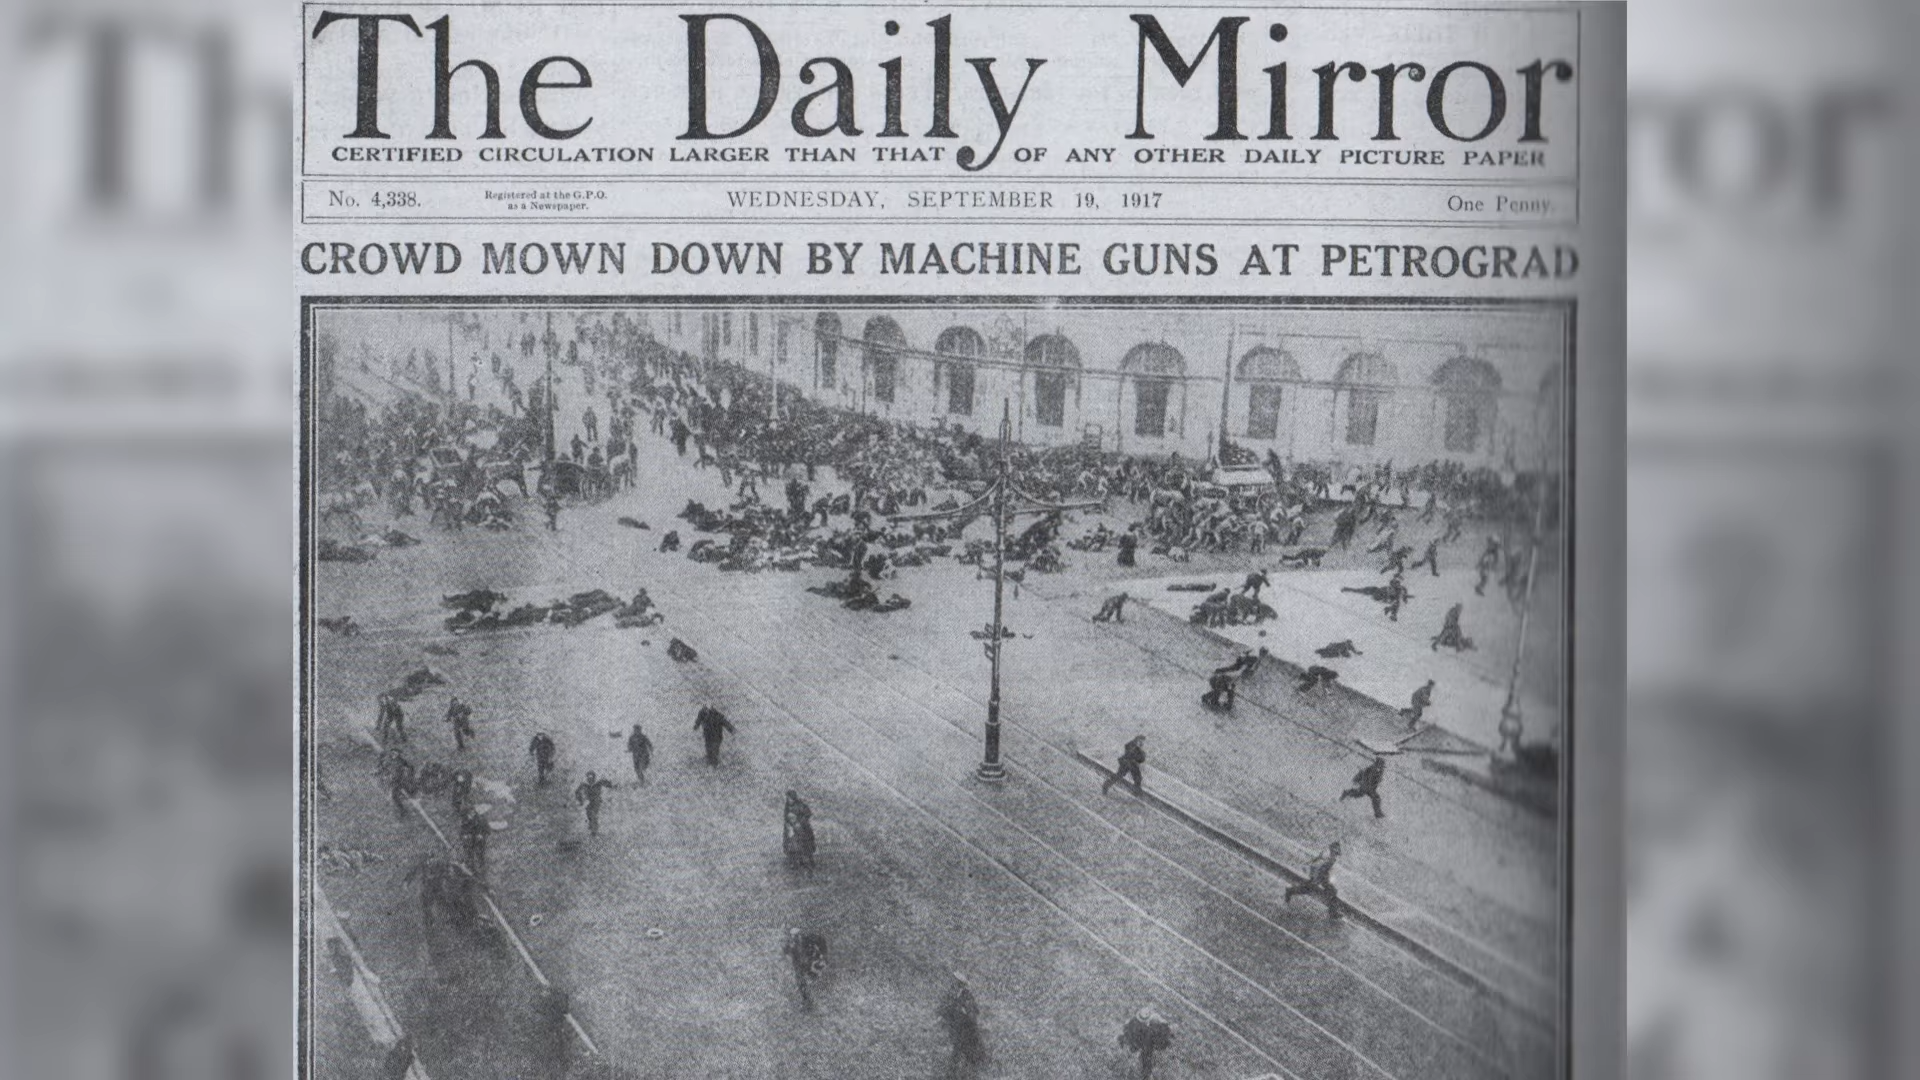 The Daily Mirror
CERTIFIED CIRCULATION LARGER THAN THAT OF ANY OTHER DAILY PICTURE PAPER
No. 4,338.
Registered at the G.P.O.
as a Newspaper.
WEDNESDAY, SEPTEMBER 19, 1917
One Penny.
CROWD MOWN DOWN BY MACHINE GUNS AT PETROGRAD